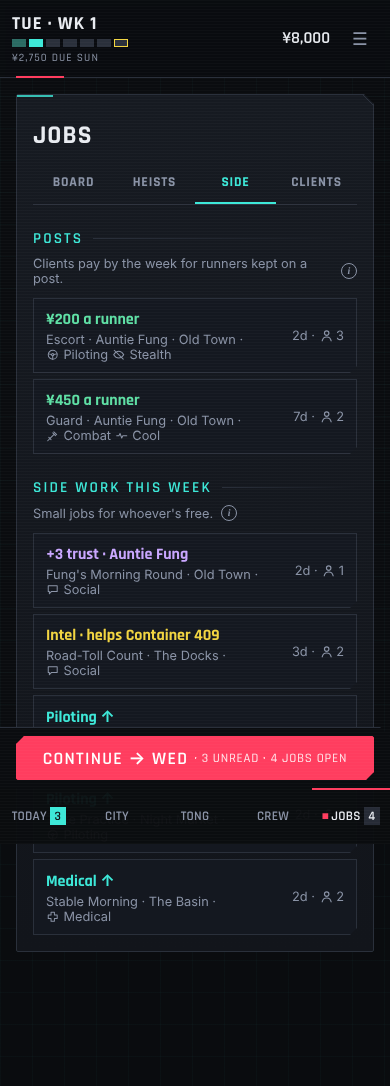 TUE · WK 1
¥2,750 DUE SUN
¥8,000
JOBS
BOARD HEISTS SIDE CLIENTS
POSTS
Clients pay by the week for runners kept on a
post.
¥200 a runner
Escort · Auntie Fung · Old Town ·
Piloting Stealth
2d · 3
¥450 a runner
Guard · Auntie Fung · Old Town ·
Combat Cool
7d · 2
SIDE WORK THIS WEEK
Small jobs for whoever's free.
+3 trust · Auntie Fung
Fung's Morning Round · Old Town ·
Social
2d · 1
Intel · helps Container 409
Road-Toll Count · The Docks ·
Social
3d · 2
Piloting ↑
CONTINUE → WED · 3 UNREAD · 4 JOBS OPEN
Piloting ↑
TODAY 3 CITY TONG CREW JOBS 4
Medical ↑
Stable Morning · The Basin ·
Medical
2d · 2